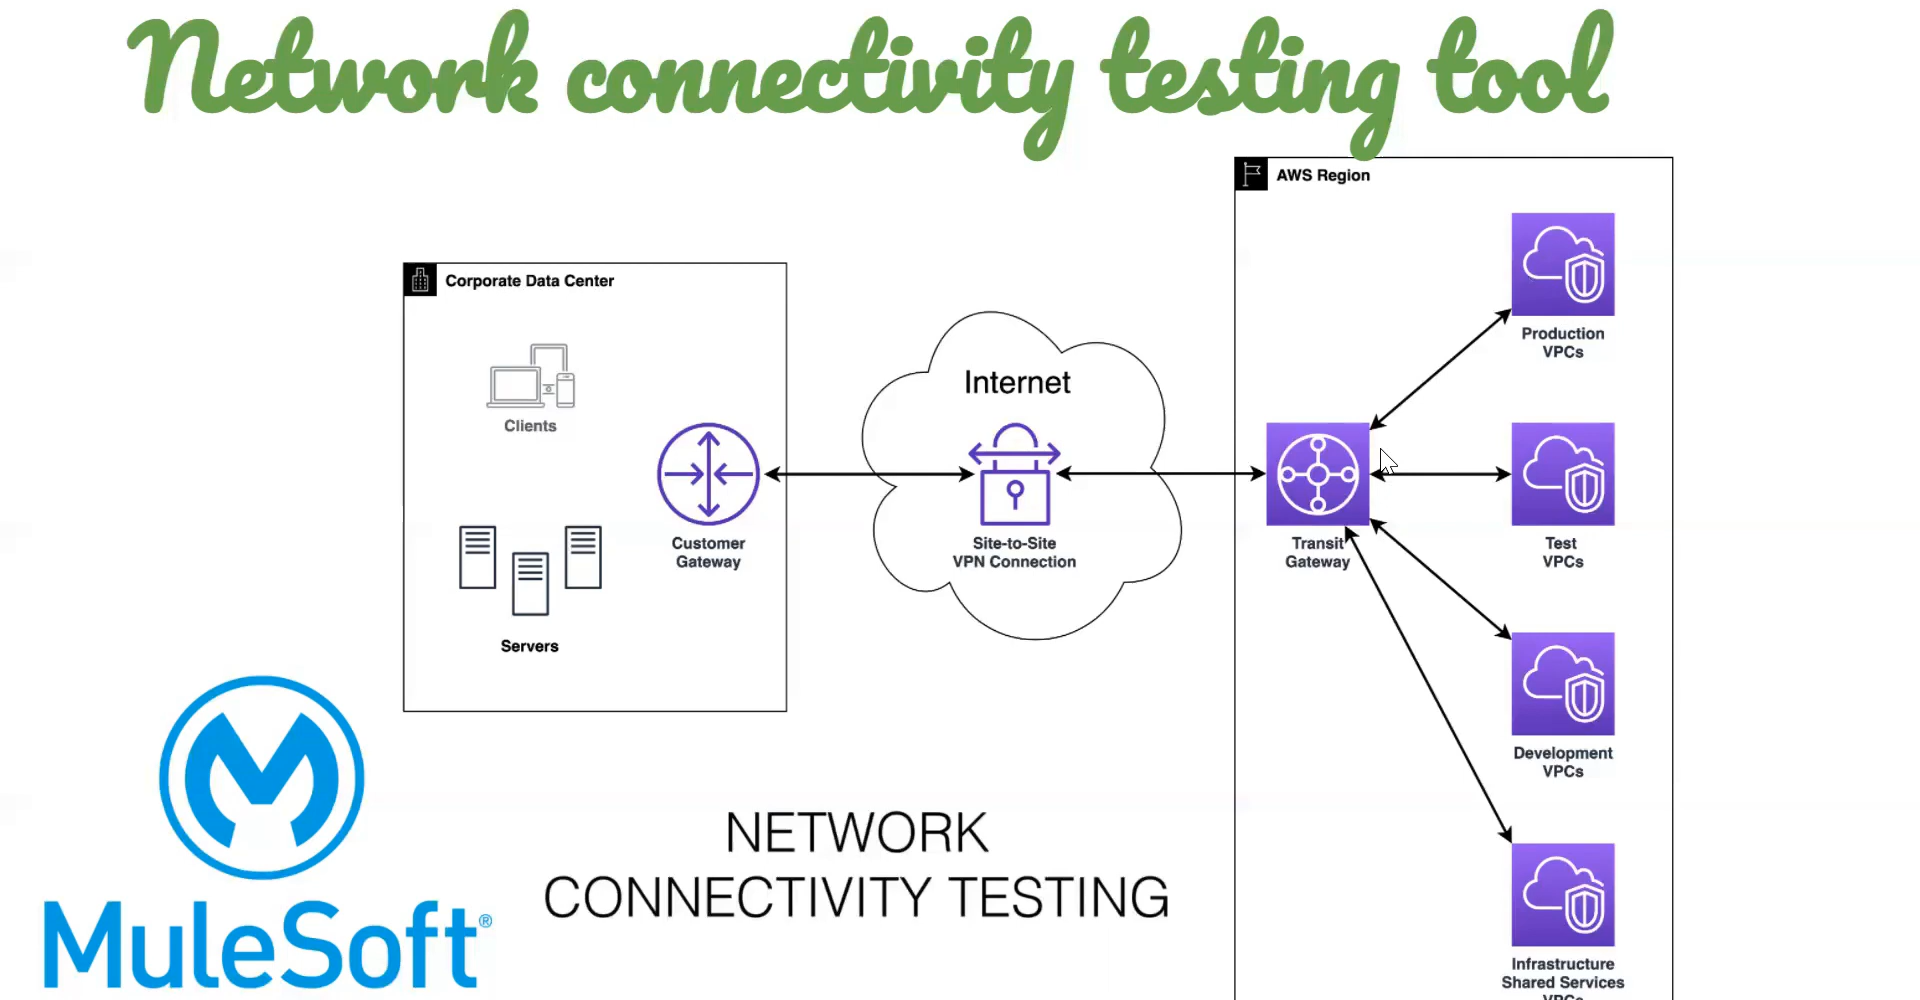 Network connectivity testing tool
AWS Region
Corporate Data Center
Clients
Servers
Customer
Gateway
Internet
Site-to-Site
VPN Connection
Transit
Gateway
Production
VPCs
Test
VPCs
Development
VPCs
Infrastructure
Shared Services
VPCs
MuleSoft®
NETWORK
CONNECTIVITY TESTING